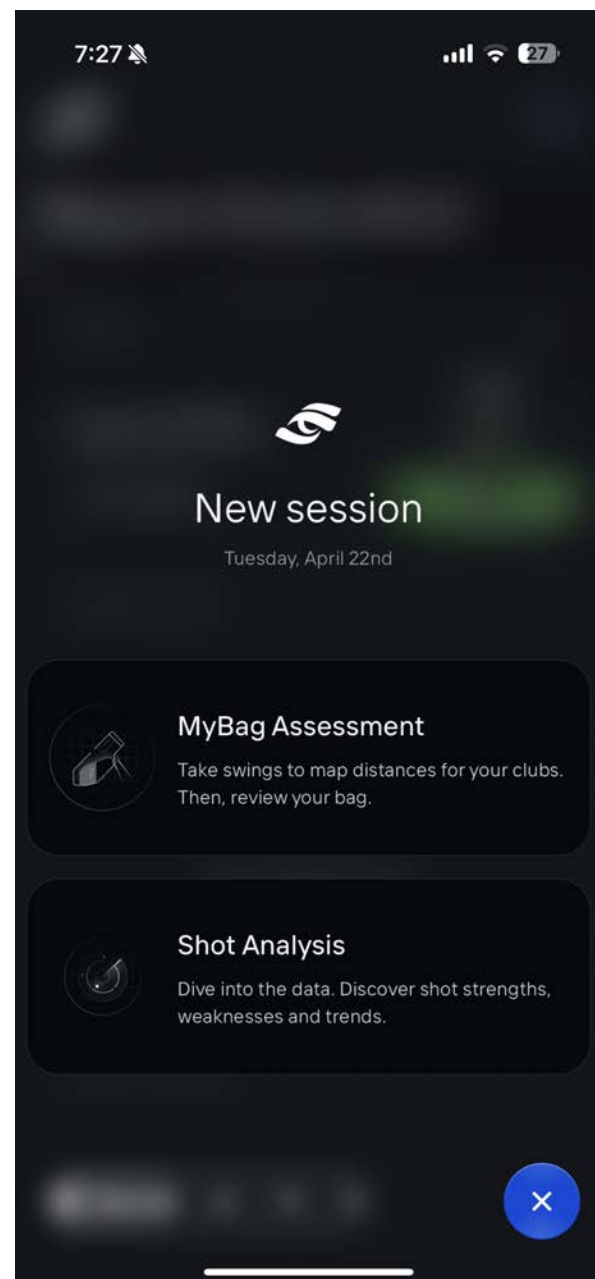 7:27
27
New session
Tuesday, April 22nd
MyBag Assessment
Take swings to map distances for your clubs.
Then, review your bag.
Shot Analysis
Dive into the data. Discover shot strengths,
weaknesses and trends.